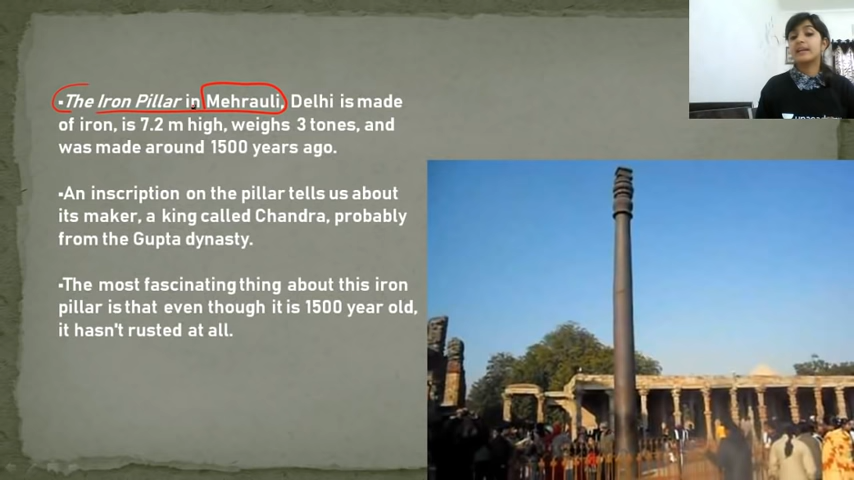 ▪The Iron Pillar in Mehrauli, Delhi is made
of iron, is 7.2 m high, weighs 3 tones, and
was made around 1500 years ago.
▪An inscription on the pillar tells us about
its maker, a king called Chandra, probably
from the Gupta dynasty.
▪The most fascinating thing about this iron
pillar is that even though it is 1500 year old,
it hasn't rusted at all.